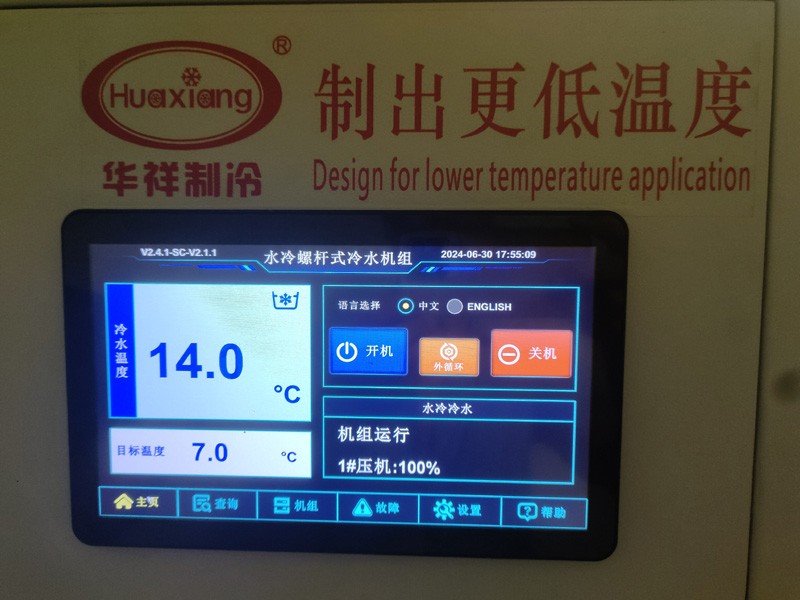 Huaxiang®
华祥制冷
制出更低温度
Design for lower temperature application
V2.4.1-SC-V2.1.1
水冷螺杆式冷水机组
2024-06-30 17:55:09
冷水温度
14.0
°C
目标温度 7.0 °C
语言选择 中文 ENGLISH
开机
外循环
关机
水冷冷水
机组运行
1#压机:100%
主页 查询 机组 故障 设置 帮助